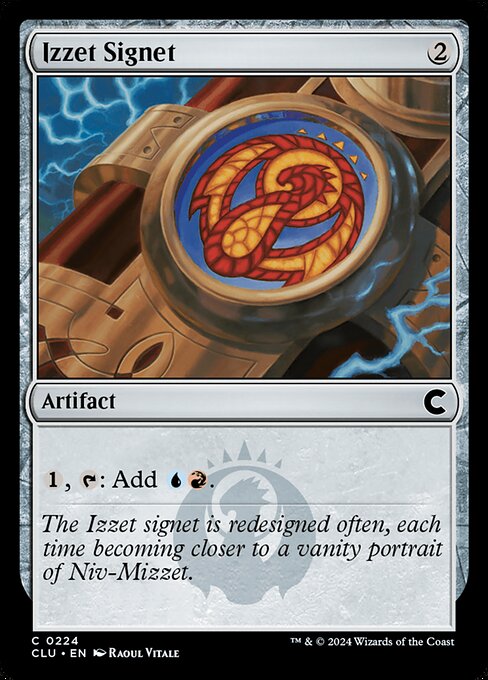 Izzet Signet 2
Artifact
1, : Add .
The Izzet signet is redesigned often, each
time becoming closer to a vanity portrait
of Niv-Mizzet.
C 0224
CLU • EN Raoul Vitale
™ & © 2024 Wizards of the Coast